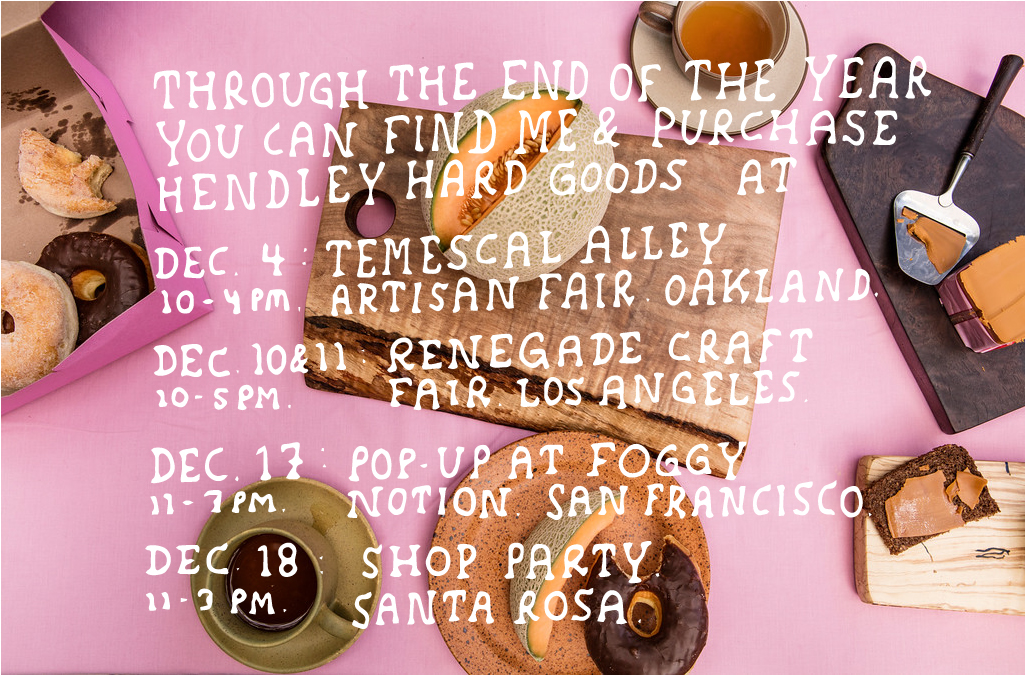 THROUGH THE END OF THE YEAR
YOU CAN FIND ME & PURCHASE
HENDLEY HARD GOODS AT
DEC. 4 : TEMESCAL ALLEY
10-4 PM. ARTISAN FAIR. OAKLAND.
DEC. 10 & 11 : RENEGADE CRAFT
10-5 PM. FAIR. LOS ANGELES.
DEC. 17 : POP-UP AT FOGGY
11-7 PM. NOTION. SAN FRANCISCO.
DEC. 18 : SHOP PARTY.
11-3 PM. SANTA ROSA.